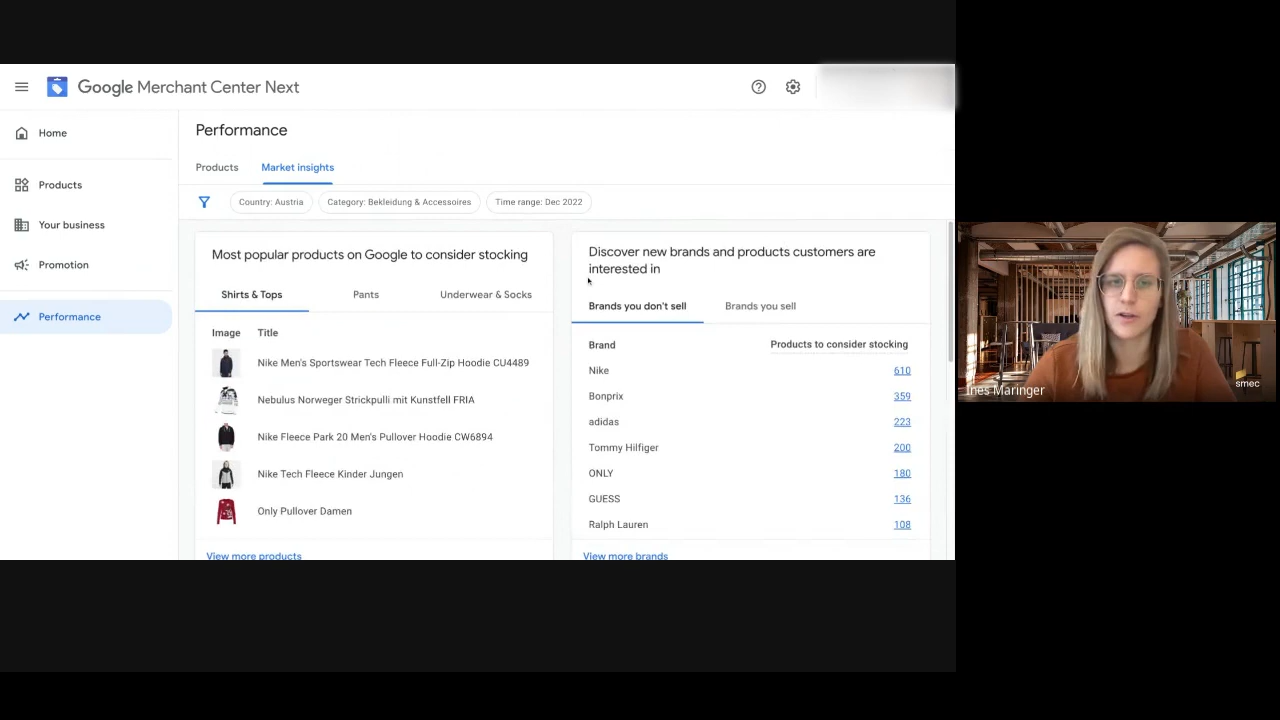 Google Merchant Center Next
Home
Products
Your business
Promotion
Performance
Performance
Products
Market insights
Country: Austria
Category: Bekleidung & Accessoires
Time range: Dec 2022
Most popular products on Google to consider stocking
Shirts & Tops
Pants
Underwear & Socks
Image
Title
Nike Men's Sportswear Tech Fleece Full-Zip Hoodie CU4489
Nebulus Norweger Strickpulli mit Kunstfell FRIA
Nike Fleece Park 20 Men's Pullover Hoodie CW6894
Nike Tech Fleece Kinder Jungen
Only Pullover Damen
View more products
Discover new brands and products customers are
interested in
Brands you don't sell
Brands you sell
Brand
Products to consider stocking
Nike 610
Bonprix 359
adidas 223
Tommy Hilfiger 200
ONLY 180
GUESS 136
Ralph Lauren 108
View more brands
Ines Maringer
smec